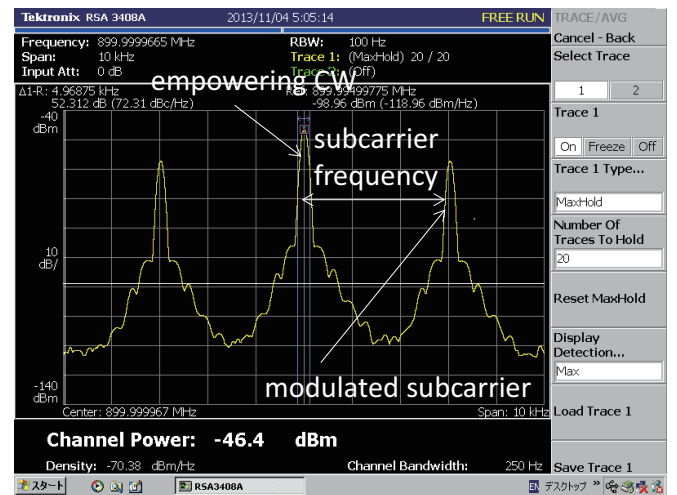 Tektronix RSA 3408A 2013/11/04 5:05:14 FREE RUN TRACE/AVG
Frequency: 899.9999665 MHz RBW: 100 Hz Cancel - Back
Span: 10 kHz Trace 1: (MaxHold) 20 / 20 Select Trace
Input Att: 0 dB Trace 2: (Off)
empowering CW
1 2
Δ1-R: 4.96875 kHz 899.99499775 MHz
52.312 dB (72.31 dBc/Hz) -98.96 dBm (-118.96 dBm/Hz)
-40
dBm
Trace 1
subcarrier
frequency
On Freeze Off
Trace 1 Type...
MaxHold
Number Of
Traces To Hold
20
10
dB/
Reset MaxHold
Display
Detection...
Max
modulated subcarrier
-140
dBm
Center: 899.999967 MHz Span: 10 kHz
Load Trace 1
Channel Power: -46.4 dBm
Density: -70.38 dBm/Hz Channel Bandwidth: 250 Hz
Save Trace 1
スタート RSA3408A EN デスクトップ »